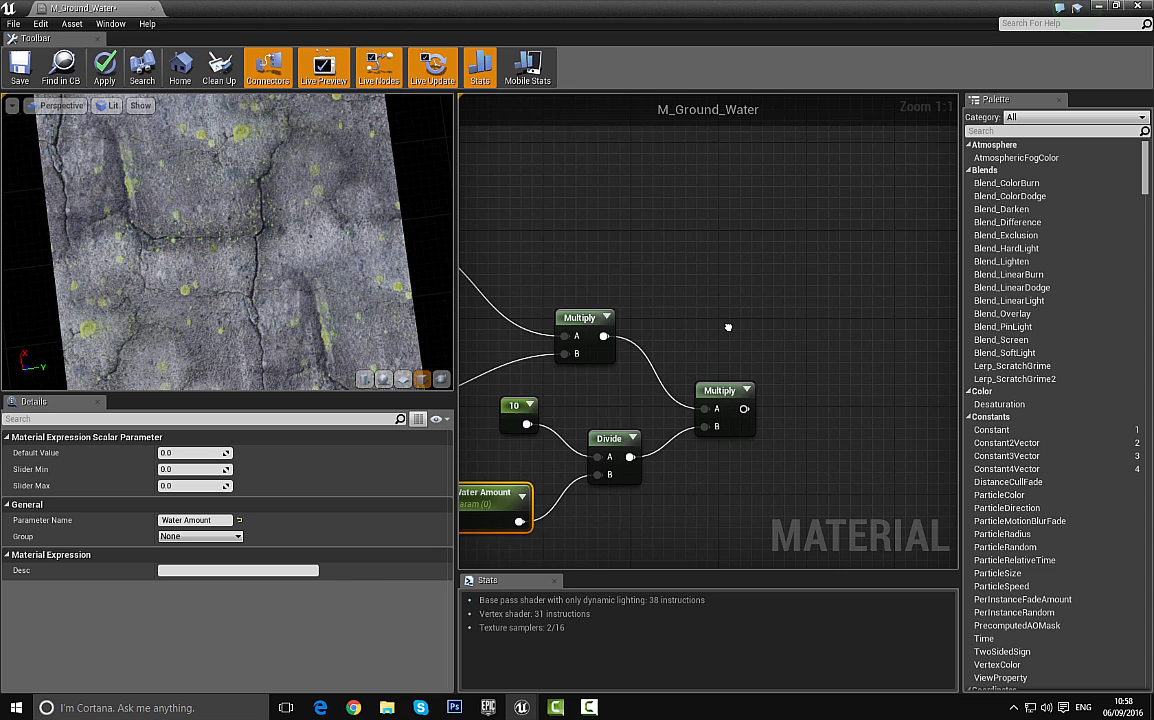 M_Ground_Water*
File Edit Asset Window Help
Search For Help
Toolbar
Save Find in CB Apply Search Home Clean Up Connectors Live Preview Live Nodes Live Update Stats Mobile Stats
Perspective Lit Show
M_Ground_Water
Zoom 1:1
Palette
Category: All
Search
Atmosphere
AtmosphericFogColor
Blends
Blend_ColorBurn
Blend_ColorDodge
Blend_Darken
Blend_Difference
Blend_Exclusion
Blend_HardLight
Blend_Lighten
Blend_LinearBurn
Blend_LinearDodge
Blend_LinearLight
Blend_Overlay
Blend_PinLight
Blend_Screen
Blend_SoftLight
Lerp_ScratchGrime
Lerp_ScratchGrime2
Color
Desaturation
Constants
Constant 1
Constant2Vector 2
Constant3Vector 3
Constant4Vector 4
DistanceCullFade
ParticleColor
ParticleDirection
ParticleMotionBlurFade
ParticleRadius
ParticleRandom
ParticleRelativeTime
ParticleSize
ParticleSpeed
PerInstanceFadeAmount
PerInstanceRandom
PrecomputedAOMask
Time
TwoSidedSign
VertexColor
ViewProperty
Coordinates
Multiply
A
B
Multiply
A
B
10
Divide
A
B
Water Amount
aram (0)
MATERIAL
X
Y
Details
Search
Material Expression Scalar Parameter
Default Value 0.0
Slider Min 0.0
Slider Max 0.0
General
Parameter Name Water Amount
Group None
Material Expression
Desc
Stats
• Base pass shader with only dynamic lighting: 38 instructions
• Vertex shader: 31 instructions
• Texture samplers: 2/16
I'm Cortana. Ask me anything.
Ps
EPIC
ENG
10:58
06/09/2016